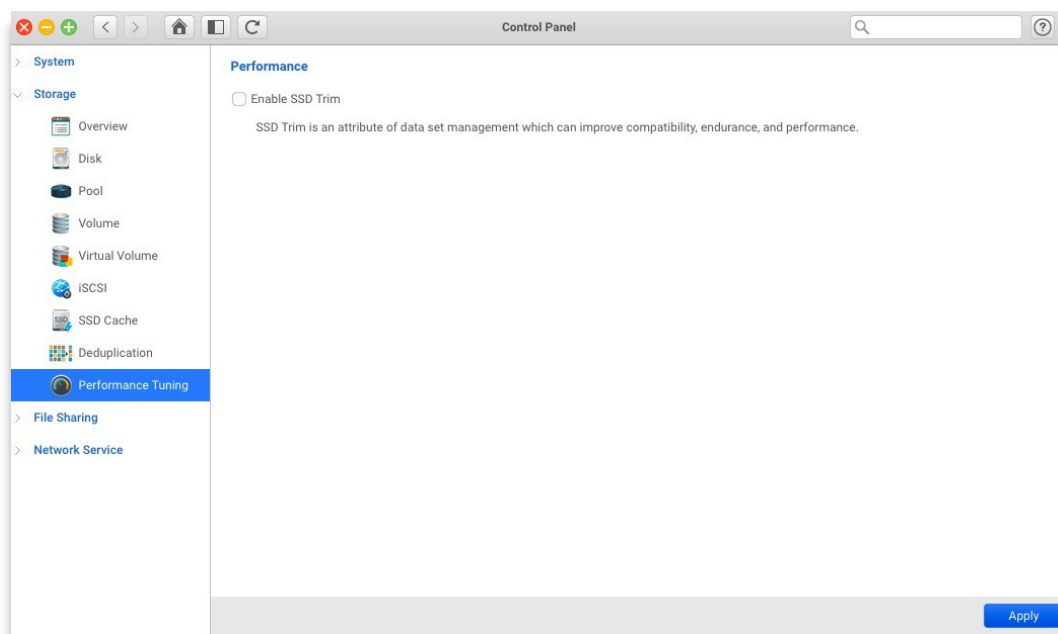 Control Panel
System
Storage
Overview
Disk
Pool
Volume
Virtual Volume
iSCSI
SSD Cache
Deduplication
Performance Tuning
File Sharing
Network Service
Performance
Enable SSD Trim
SSD Trim is an attribute of data set management which can improve compatibility, endurance, and performance.
Apply